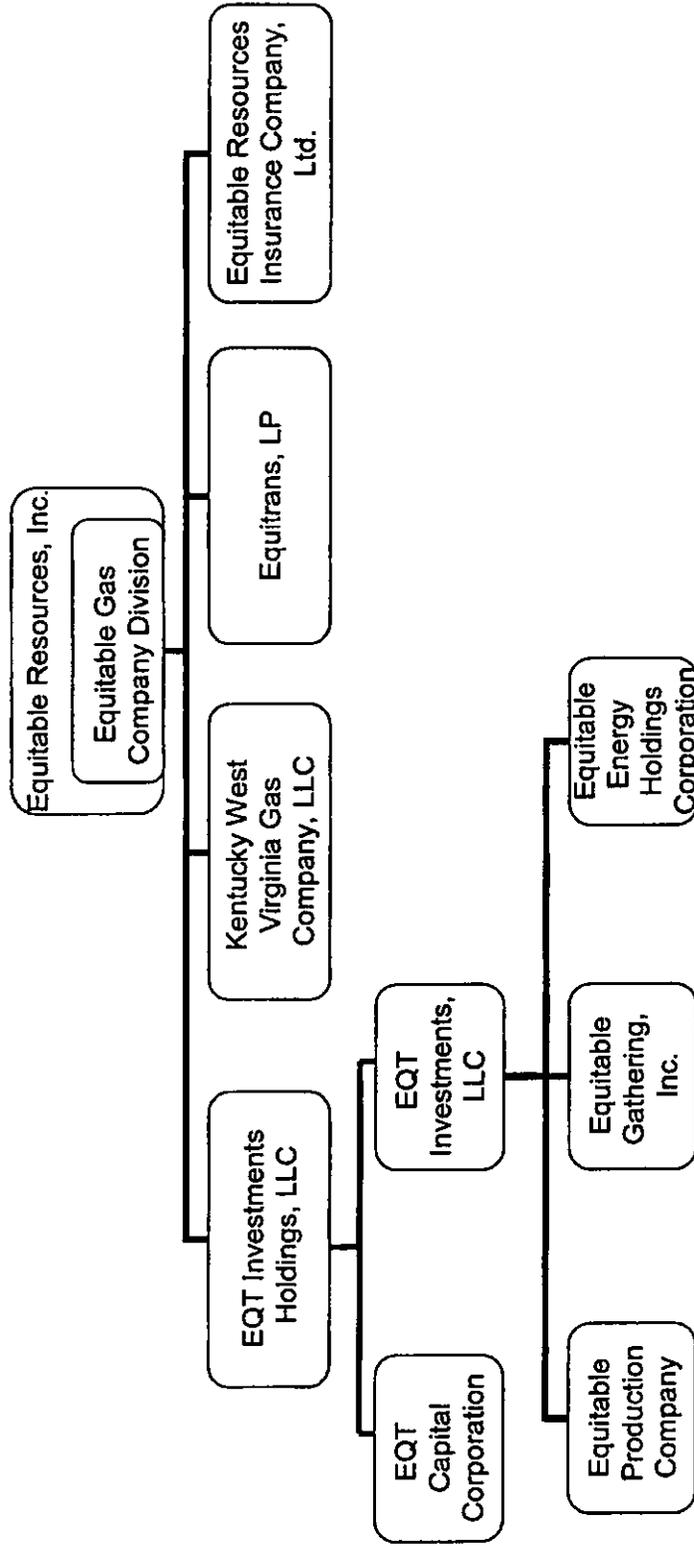 Equitable Resources, Inc.
Equitable Gas
Company Division
EQT Investments
Holdings, LLC
Kentucky West
Virginia Gas
Company, LLC
Equitrans, LP
Equitable Resources
Insurance Company,
Ltd.
EQT
Capital
Corporation
EQT
Investments,
LLC
Equitable
Production
Company
Equitable
Gathering,
Inc.
Equitable
Energy
Holdings
Corporation